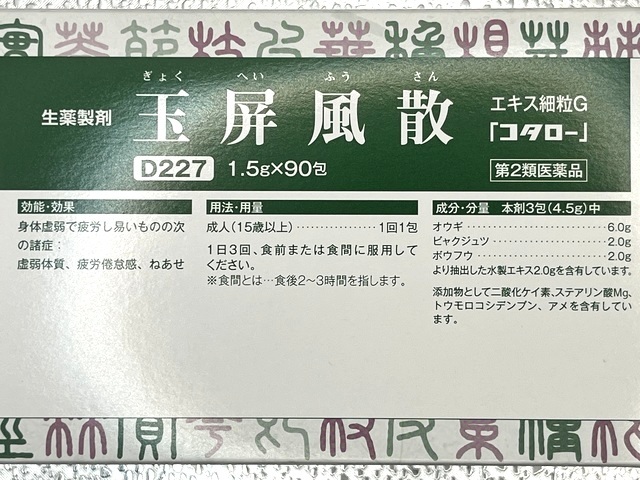 ぎょく へい ふう さん
生薬製剤 玉屏風散 エキス細粒G
「コタロー」
D227 1.5g×90包 第2類医薬品
効能・効果
身体虚弱で疲労し易いものの次
の諸症：
虚弱体質、疲労倦怠感、ねあせ
用法・用量
成人（15歳以上）……………1回1包
1日3回、食前または食間に服用して
ください。
※食間とは…食後2〜3時間を指します。
成分・分量 本剤3包（4.5g）中
オウギ……………………………6.0g
ビャクジュツ……………………2.0g
ボウフウ…………………………2.0g
より抽出した水製エキス2.0gを含有しています。
添加物として二酸化ケイ素、ステアリン酸Mg、
トウモロコシデンプン、アメを含有してい
ます。